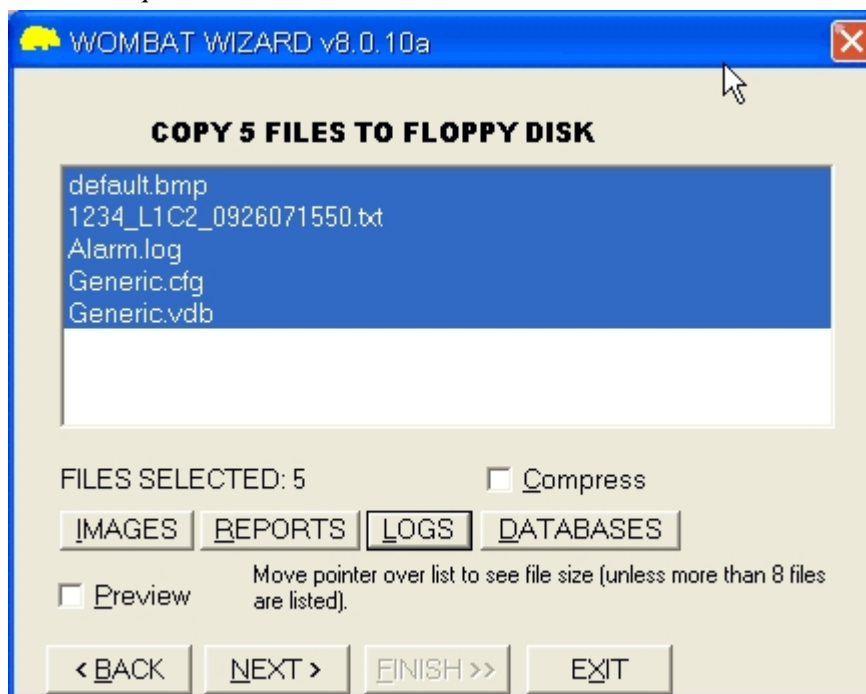 WOMBAT WIZARD v8.0.10a
COPY 5 FILES TO FLOPPY DISK
default.bmp
1234_L1C2_0926071550.txt
Alarm.log
Generic.cfg
Generic.vdb
FILES SELECTED: 5
Compress
IMAGES
REPORTS
LOGS
DATABASES
Preview
Move pointer over list to see file size (unless more than 8 files
are listed).
< BACK
NEXT >
FINISH >>
EXIT